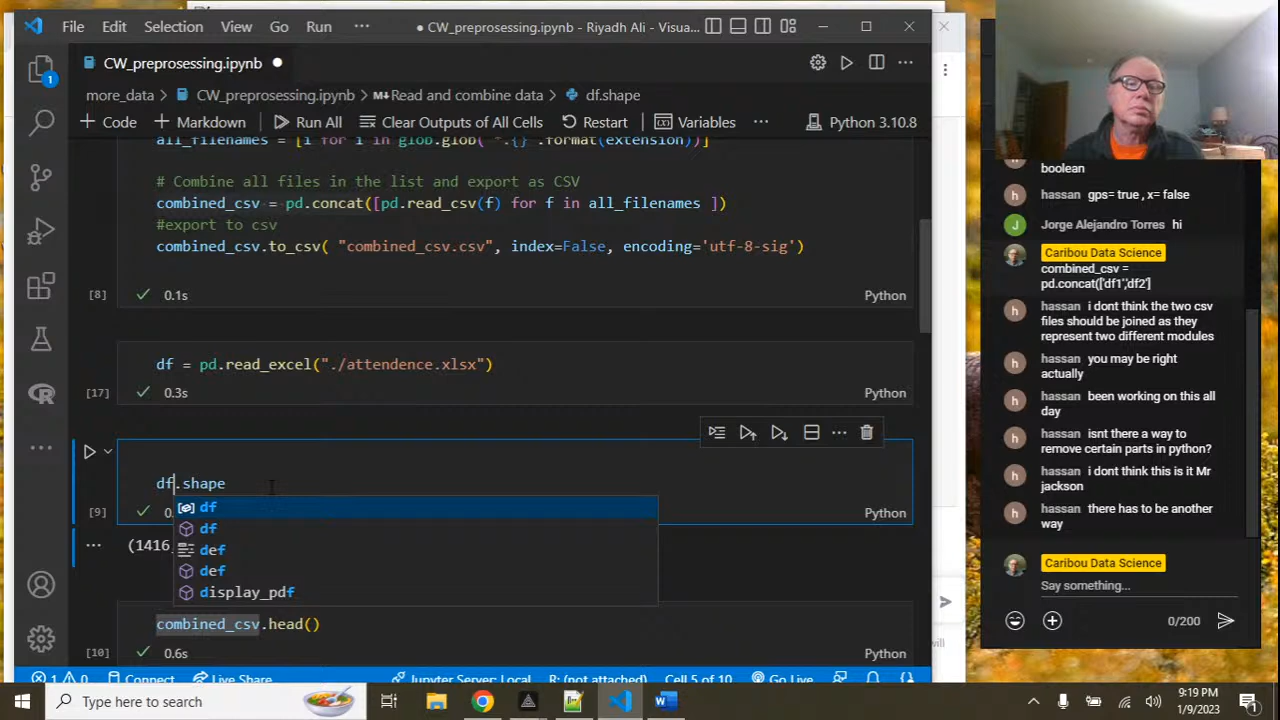 File Edit Selection View Go Run ··· ● CW_preprosessing.ipynb - Riyadh Ali - Visua...
CW_preprosessing.ipynb ●
more_data > CW_preprosessing.ipynb > M↓Read and combine data > df.shape
+ Code + Markdown Run All Clear Outputs of All Cells Restart Variables ··· Python 3.10.8
all_filenames = [i for i in glob.glob('*.{}'.format(extension))]
# Combine all files in the list and export as CSV
combined_csv = pd.concat([pd.read_csv(f) for f in all_filenames ])
#export to csv
combined_csv.to_csv( "combined_csv.csv", index=False, encoding='utf-8-sig')
[8] 0.1s Python
df = pd.read_excel("./attendence.xlsx")
[17] 0.3s Python
df.shape
df
[9] 0. Python
df
def
(1416,
def
display_pdf
combined_csv.head()
[10] 0.6s Python
1 0 Connect Live Share Jupyter Server: Local R: (not attached) Cell 5 of 10 Go Live
boolean
hassan gps= true , x= false
J Jorge Alejandro Torres hi
Caribou Data Science
combined_csv =
pd.concat(['df1','df2']
h hassan i dont think the two csv
files should be joined as they
represent two different modules
h hassan you may be right
actually
h hassan been working on this all
day
h hassan isnt there a way to
remove certain parts in python?
h hassan i dont think this is it Mr
jackson
h hassan there has to be another
way
Caribou Data Science
Say something...
0/200
Type here to search
9:19 PM
1/9/2023
1